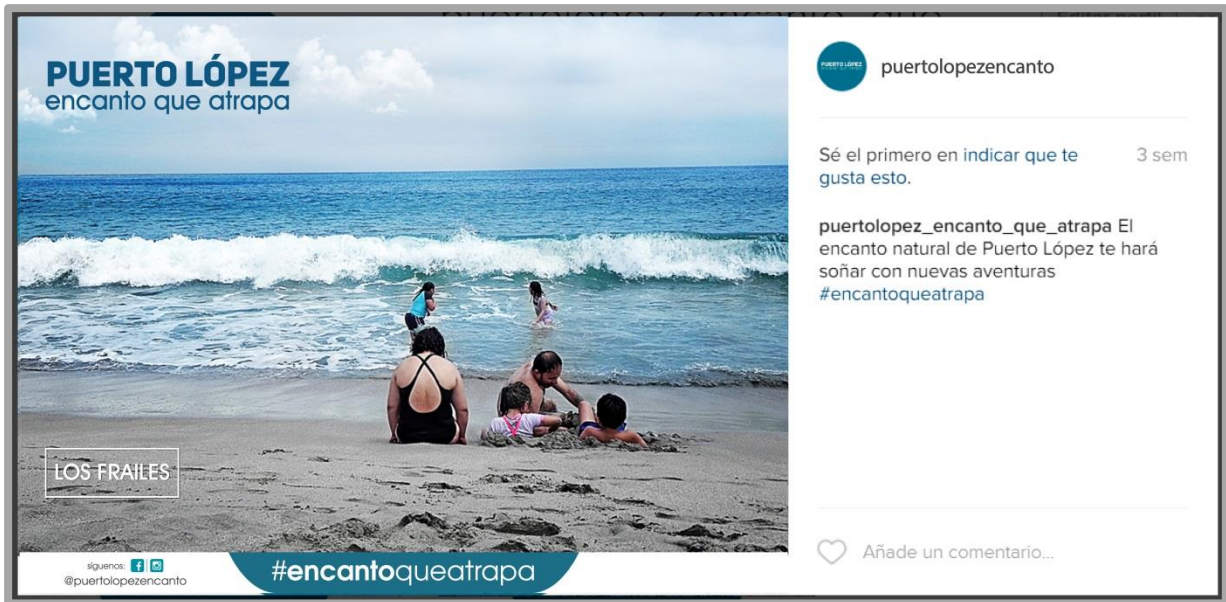 PUERTO LÓPEZ
encanto que atrapa
LOS FRAILES
síguenos:
@puertolopezencanto
#encantoqueatrapa
PUERTO LÓPEZ
puertolopezencanto
Sé el primero en indicar que te
gusta esto.
3 sem
puertolopez_encanto_que_atrapa El
encanto natural de Puerto López te hará
soñar con nuevas aventuras
#encantoqueatrapa
Añade un comentario...